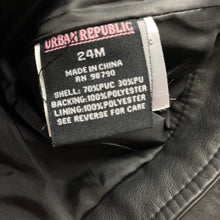 URBAN REPUBLIC
24M
MADE IN CHINA
RN 98790
SHELL: 70%PVC 30%PU
BACKING:100%POLYESTER
LINING:100%POLYESTER
SEE REVERSE FOR CARE